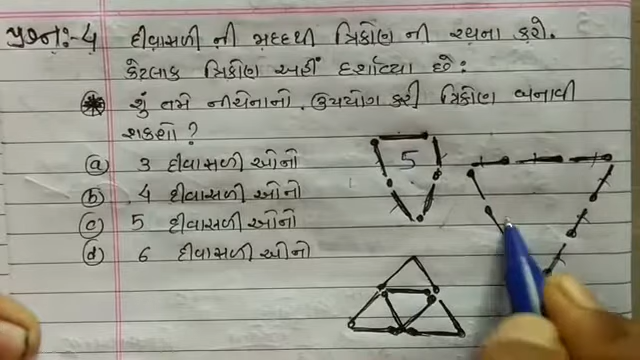 પ્રશ્ન:-4 દીવાસળી ની મદદથી ત્રિકોણ ની રચના કરો.
કેટલાક ત્રિકોણ અહીં દર્શાવ્યા છે:
* શું તમે નીચેનાનો ઉપયોગ કરી ત્રિકોણ બનાવી
શકશો?
(a) 3 દીવાસળીઓનો
(b) 4 દીવાસળીઓનો
(c) 5 દીવાસળીઓનો
(d) 6 દીવાસળીઓનો
5